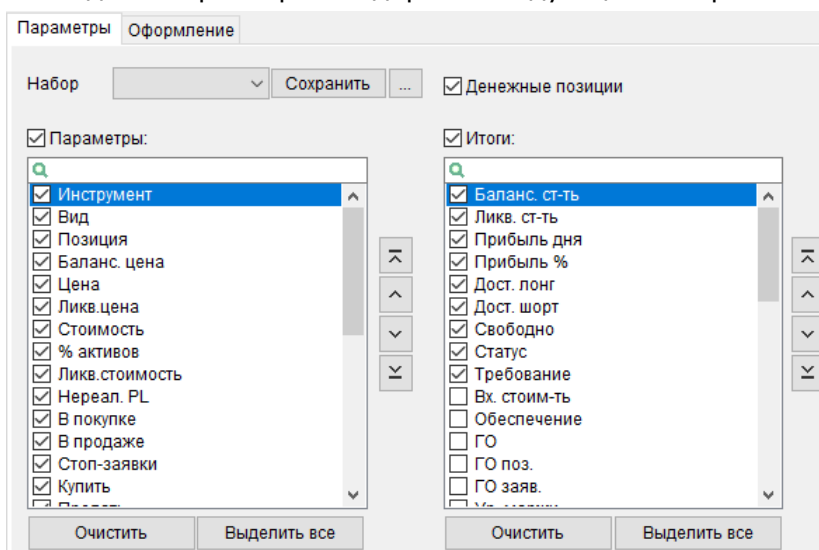 Параметры Оформление
Набор Сохранить ... Денежные позиции
Параметры: Итоги:
Инструмент
Вид
Позиция
Баланс. цена
Цена
Ликв.цена
Стоимость
% активов
Ликв.стоимость
Нереал. PL
В покупке
В продаже
Стоп-заявки
Купить
Баланс. ст-ть
Ликв. ст-ть
Прибыль дня
Прибыль %
Дост. лонг
Дост. шорт
Свободно
Статус
Требование
Вх. стоим-ть
Обеспечение
ГО
ГО поз.
ГО заяв.
Очистить Выделить все Очистить Выделить все